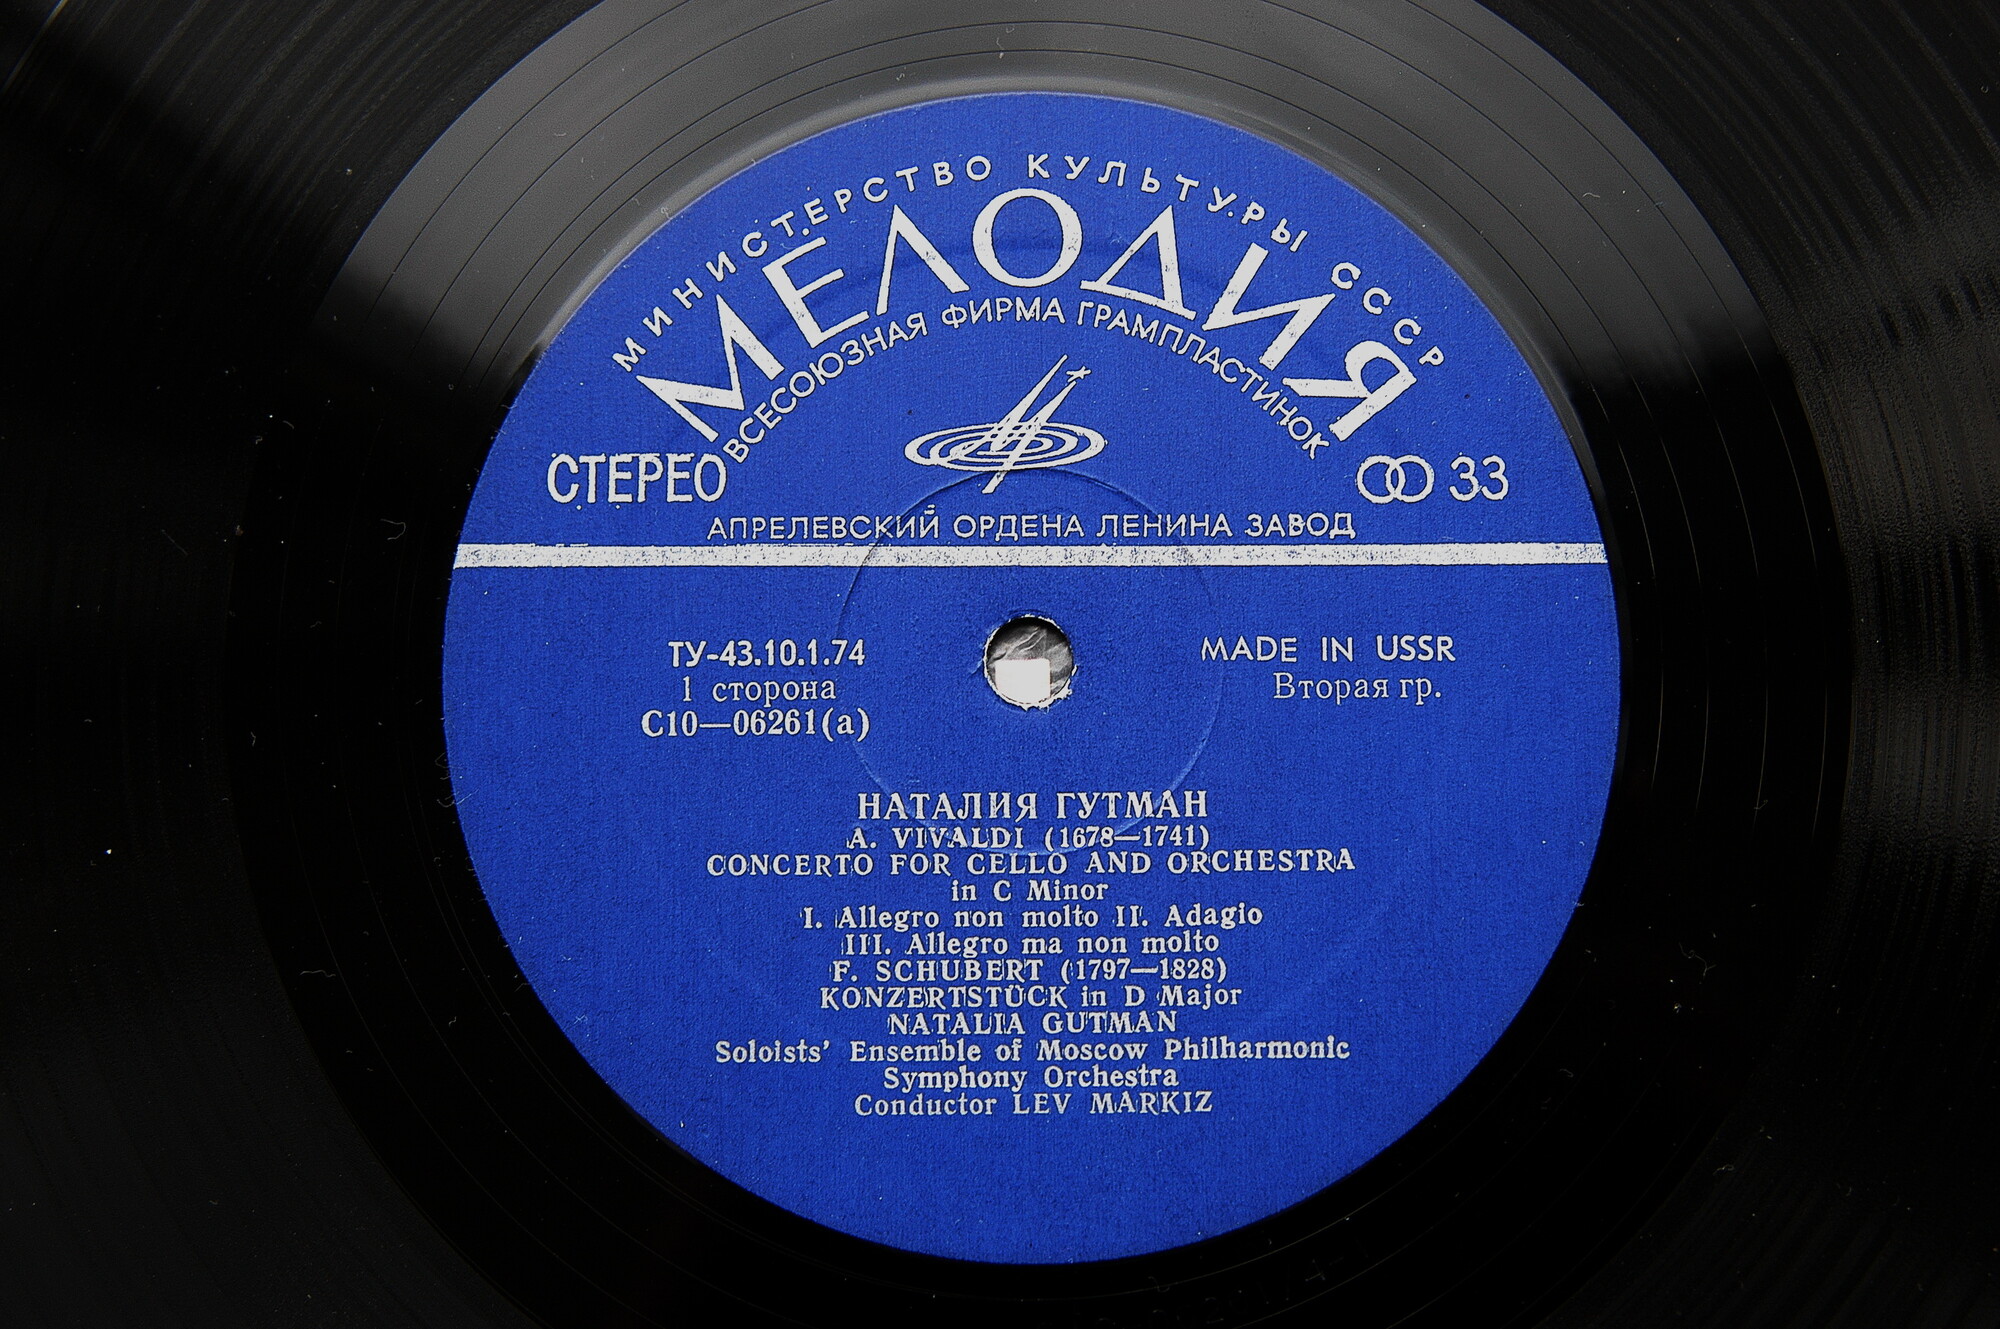 МИНИСТЕРСТВО КУЛЬТУРЫ СССР
МЕЛОДИЯ
ВСЕСОЮЗНАЯ ФИРМА ГРАМПЛАСТИНОК
СТЕРЕО
33
АПРЕЛЕВСКИЙ ОРДЕНА ЛЕНИНА ЗАВОД
ТУ-43.10.1.74
1 сторона
С10—06261(а)
MADE IN USSR
Вторая гр.
НАТАЛИЯ ГУТМАН
A. VIVALDI (1678—1741)
CONCERTO FOR CELLO AND ORCHESTRA
in C Minor
I. Allegro non molto II. Adagio
III. Allegro ma non molto
F. SCHUBERT (1797—1828)
KONZERTSTÜCK in D Major
NATALIA GUTMAN
Soloists' Ensemble of Moscow Philharmonic
Symphony Orchestra
Conductor LEV MARKIZ